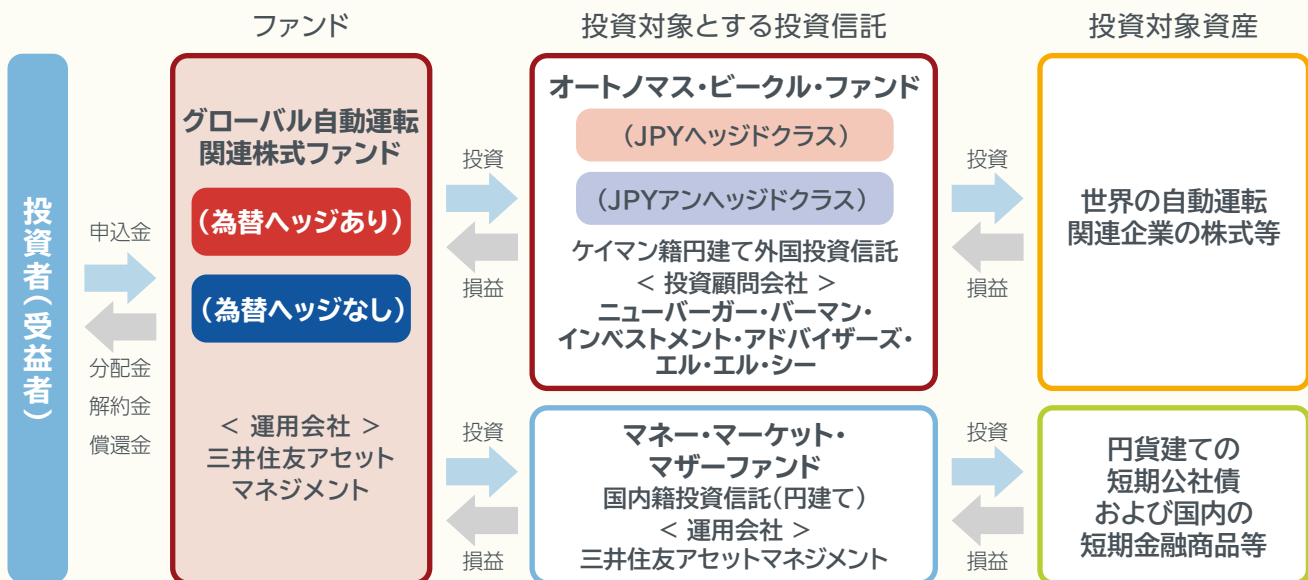 ファンド
投資対象とする投資信託
投資対象資産
投資者(受益者)
申込金
分配金
解約金
償還金
グローバル自動運転
関連株式ファンド
(為替ヘッジあり)
(為替ヘッジなし)
< 運用会社 >
三井住友アセット
マネジメント
投資
損益
投資
損益
オートノマス・ビークル・ファンド
(JPYヘッジドクラス)
(JPYアンヘッジドクラス)
ケイマン籍円建て外国投資信託
< 投資顧問会社 >
ニューバーガー・バーマン・
インベストメント・アドバイザーズ・
エル・エル・シー
マネー・マーケット・
マザーファンド
国内籍投資信託(円建て)
< 運用会社 >
三井住友アセットマネジメント
投資
損益
投資
損益
世界の自動運転
関連企業の株式等
円貨建ての
短期公社債
および国内の
短期金融商品等